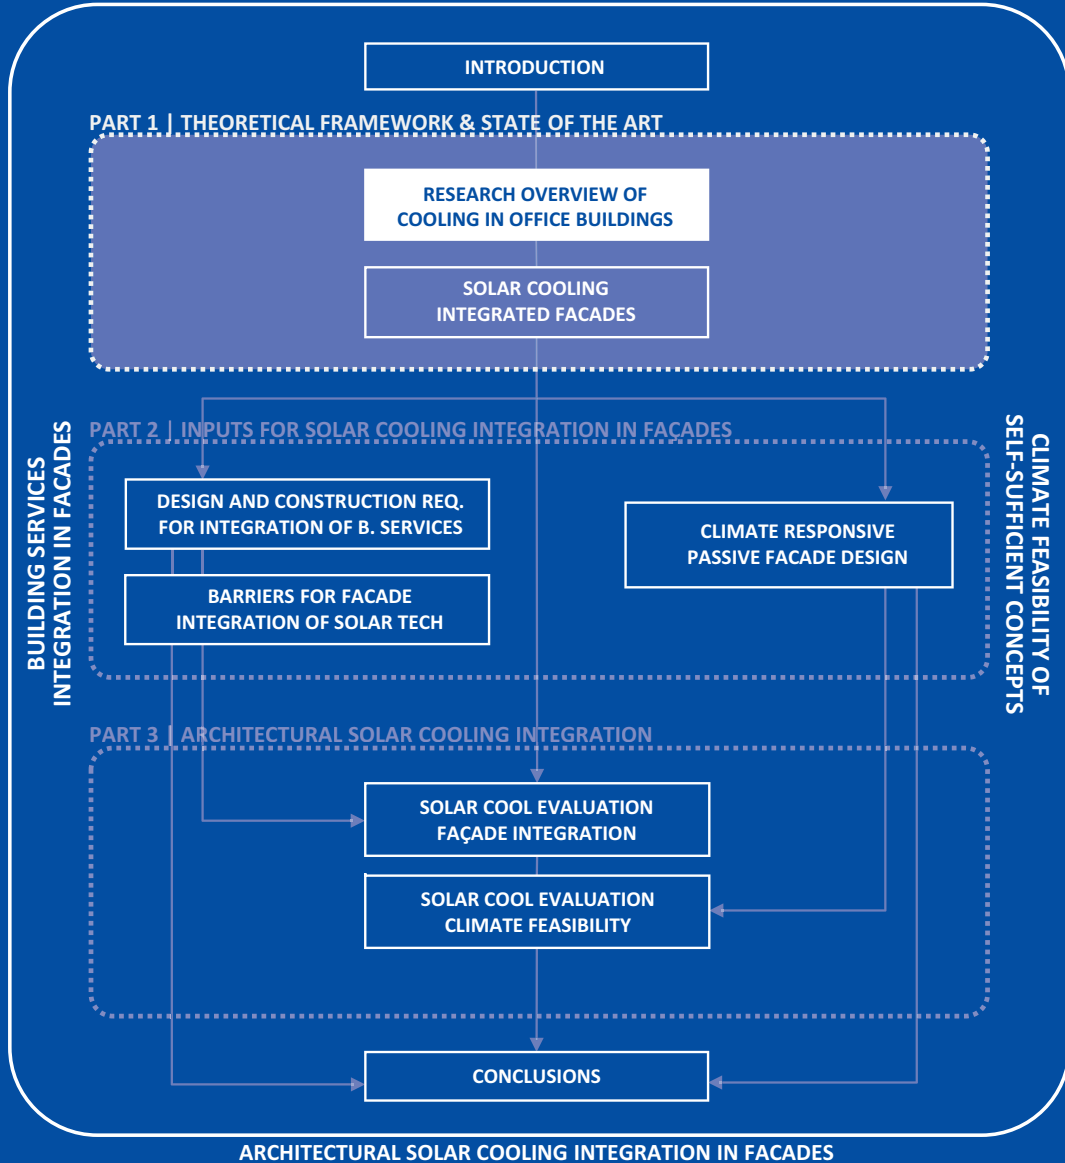 INTRODUCTION
PART 1 | THEORETICAL FRAMEWORK & STATE OF THE ART
RESEARCH OVERVIEW OF
COOLING IN OFFICE BUILDINGS
SOLAR COOLING
INTEGRATED FACADES
BUILDING SERVICES
INTEGRATION IN FACADES
PART 2 | INPUTS FOR SOLAR COOLING INTEGRATION IN FAÇADES
DESIGN AND CONSTRUCTION REQ.
FOR INTEGRATION OF B. SERVICES
BARRIERS FOR FACADE
INTEGRATION OF SOLAR TECH
CLIMATE RESPONSIVE
PASSIVE FACADE DESIGN
CLIMATE FEASIBILITY OF
SELF-SUFFICIENT CONCEPTS
PART 3 | ARCHITECTURAL SOLAR COOLING INTEGRATION
SOLAR COOL EVALUATION
FAÇADE INTEGRATION
SOLAR COOL EVALUATION
CLIMATE FEASIBILITY
CONCLUSIONS
ARCHITECTURAL SOLAR COOLING INTEGRATION IN FACADES